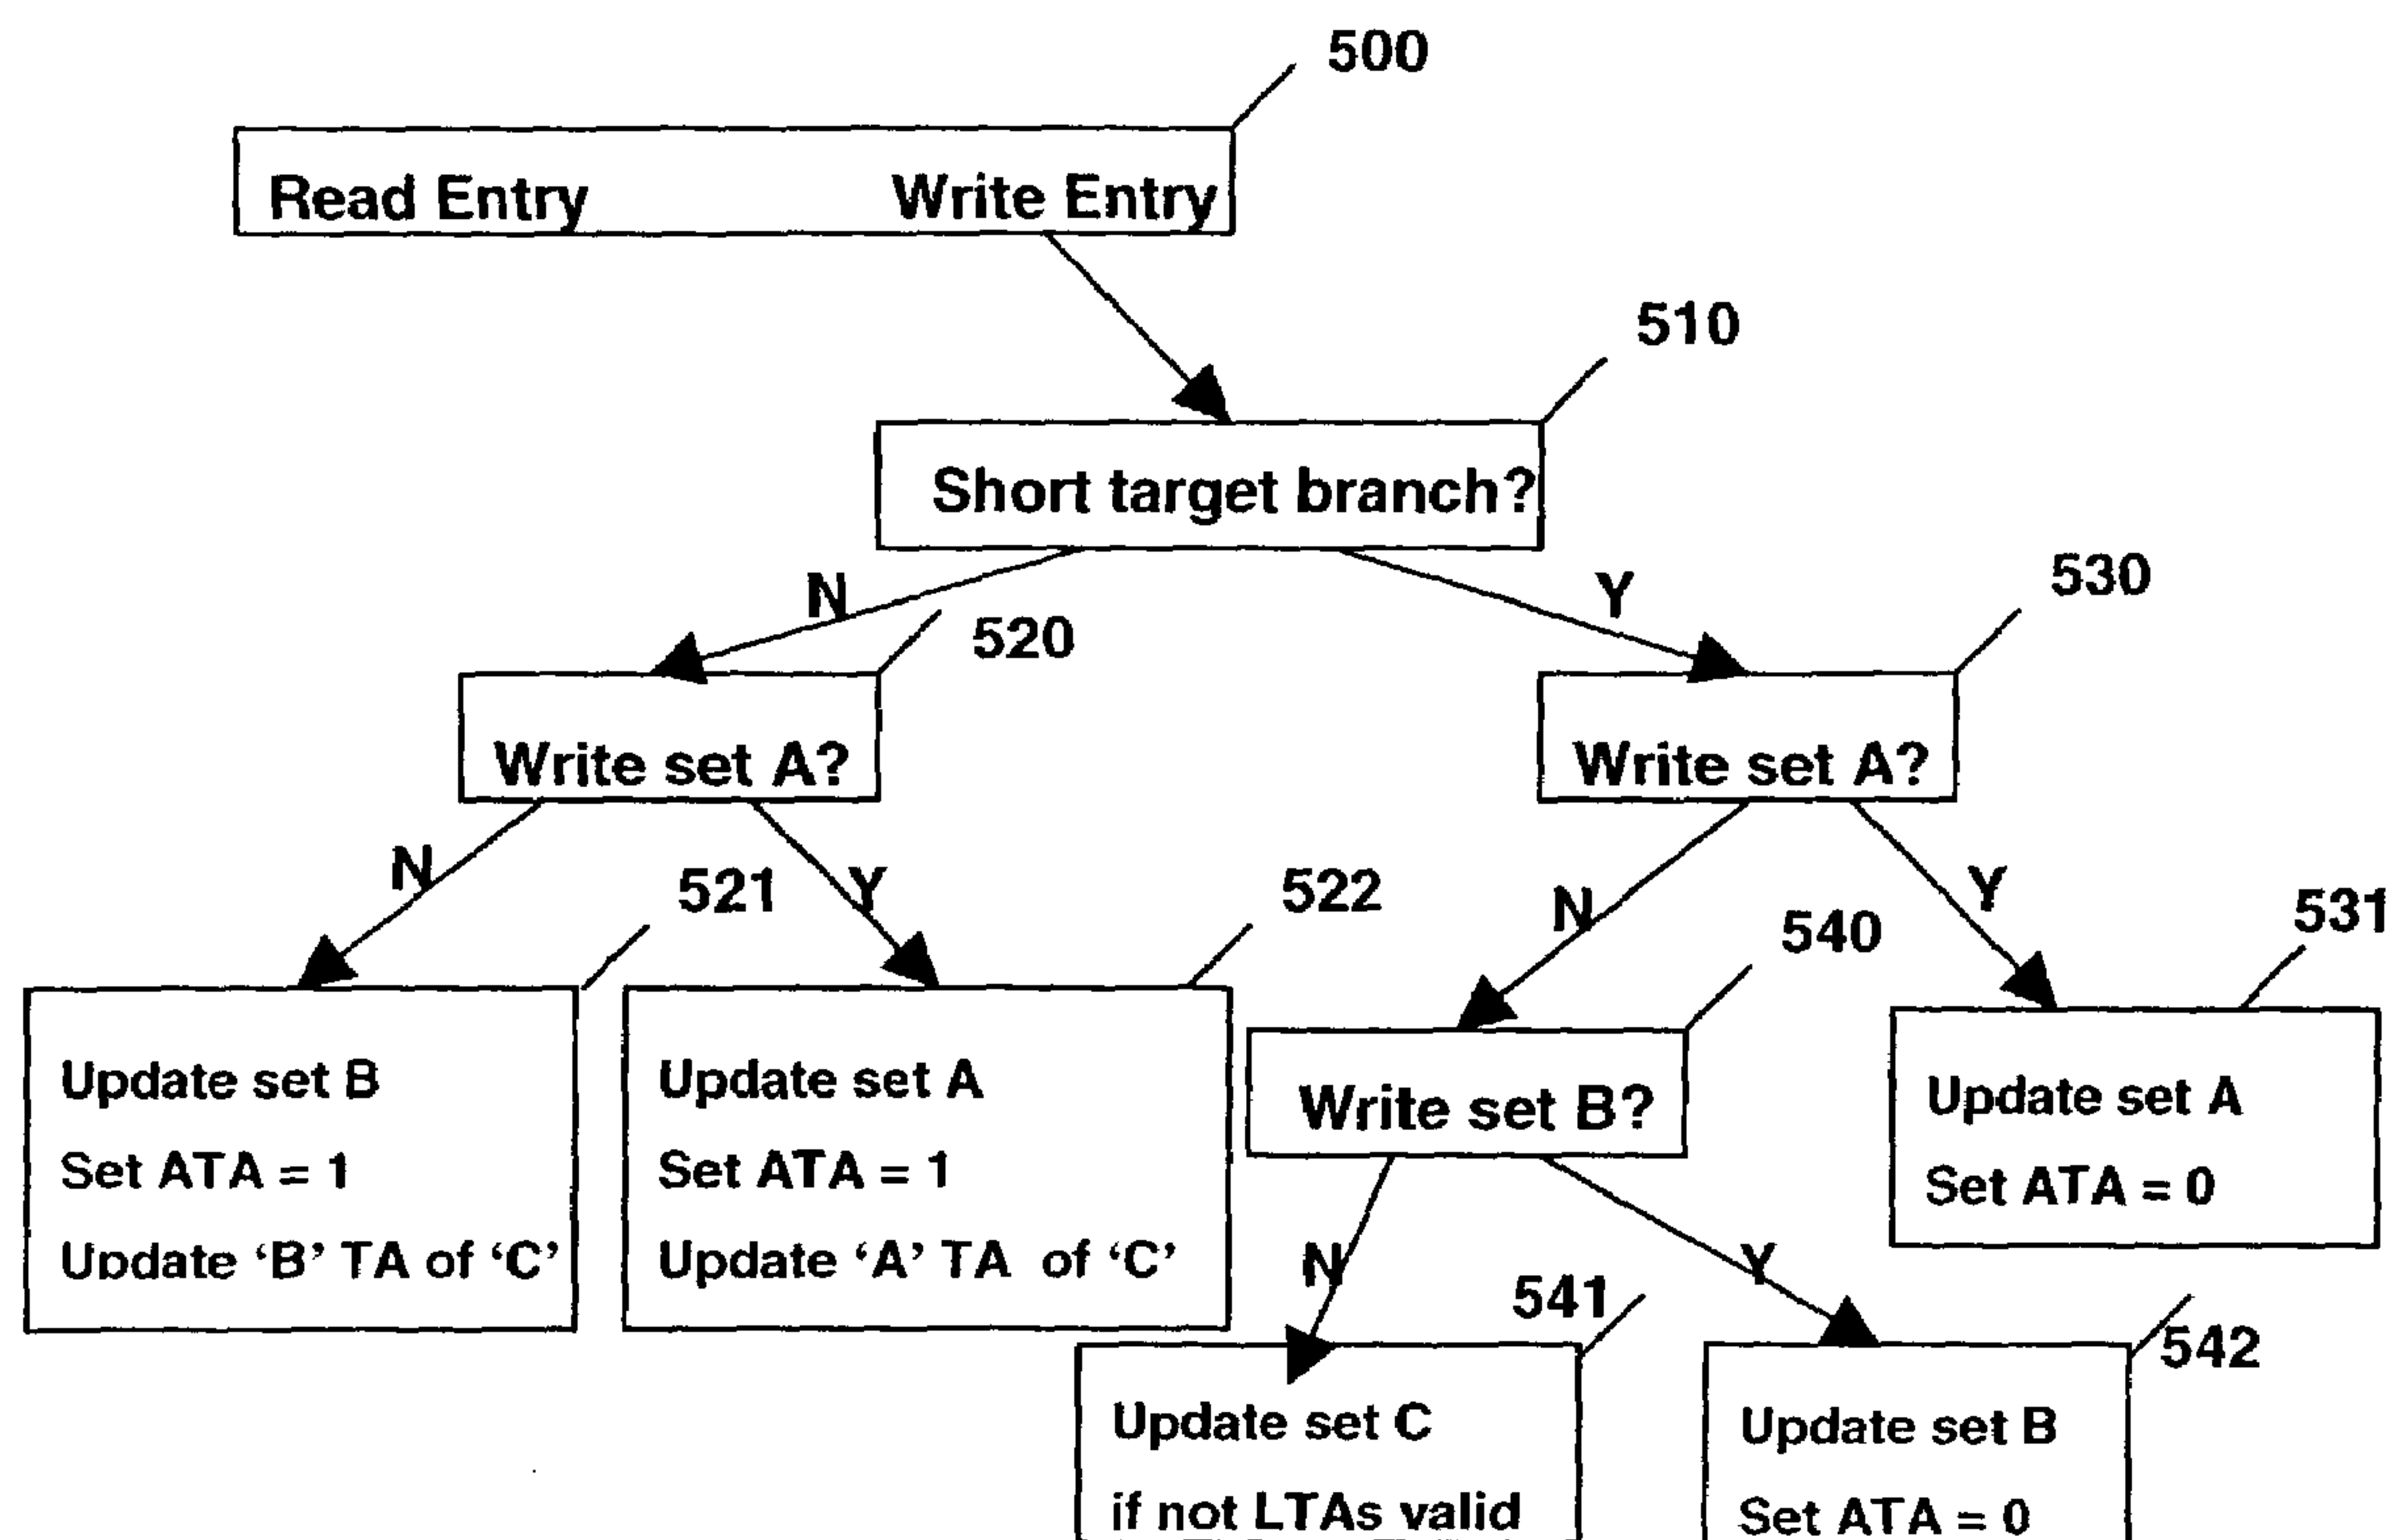 500
Read Entry Write Entry
510
Short target branch?
N Y
530
520
Write set A?
Write set A?
N Y
N Y
521
522
540
531
Update set B
Set ATA = 1
Update ‘B’ TA of ‘C’
Update set A
Set ATA = 1
Update ‘A’ TA of ‘C’
Write set B?
Update set A
Set ATA = 0
N Y
541
542
Update set C
if not LTAs valid
Update set B
Set ATA = 0